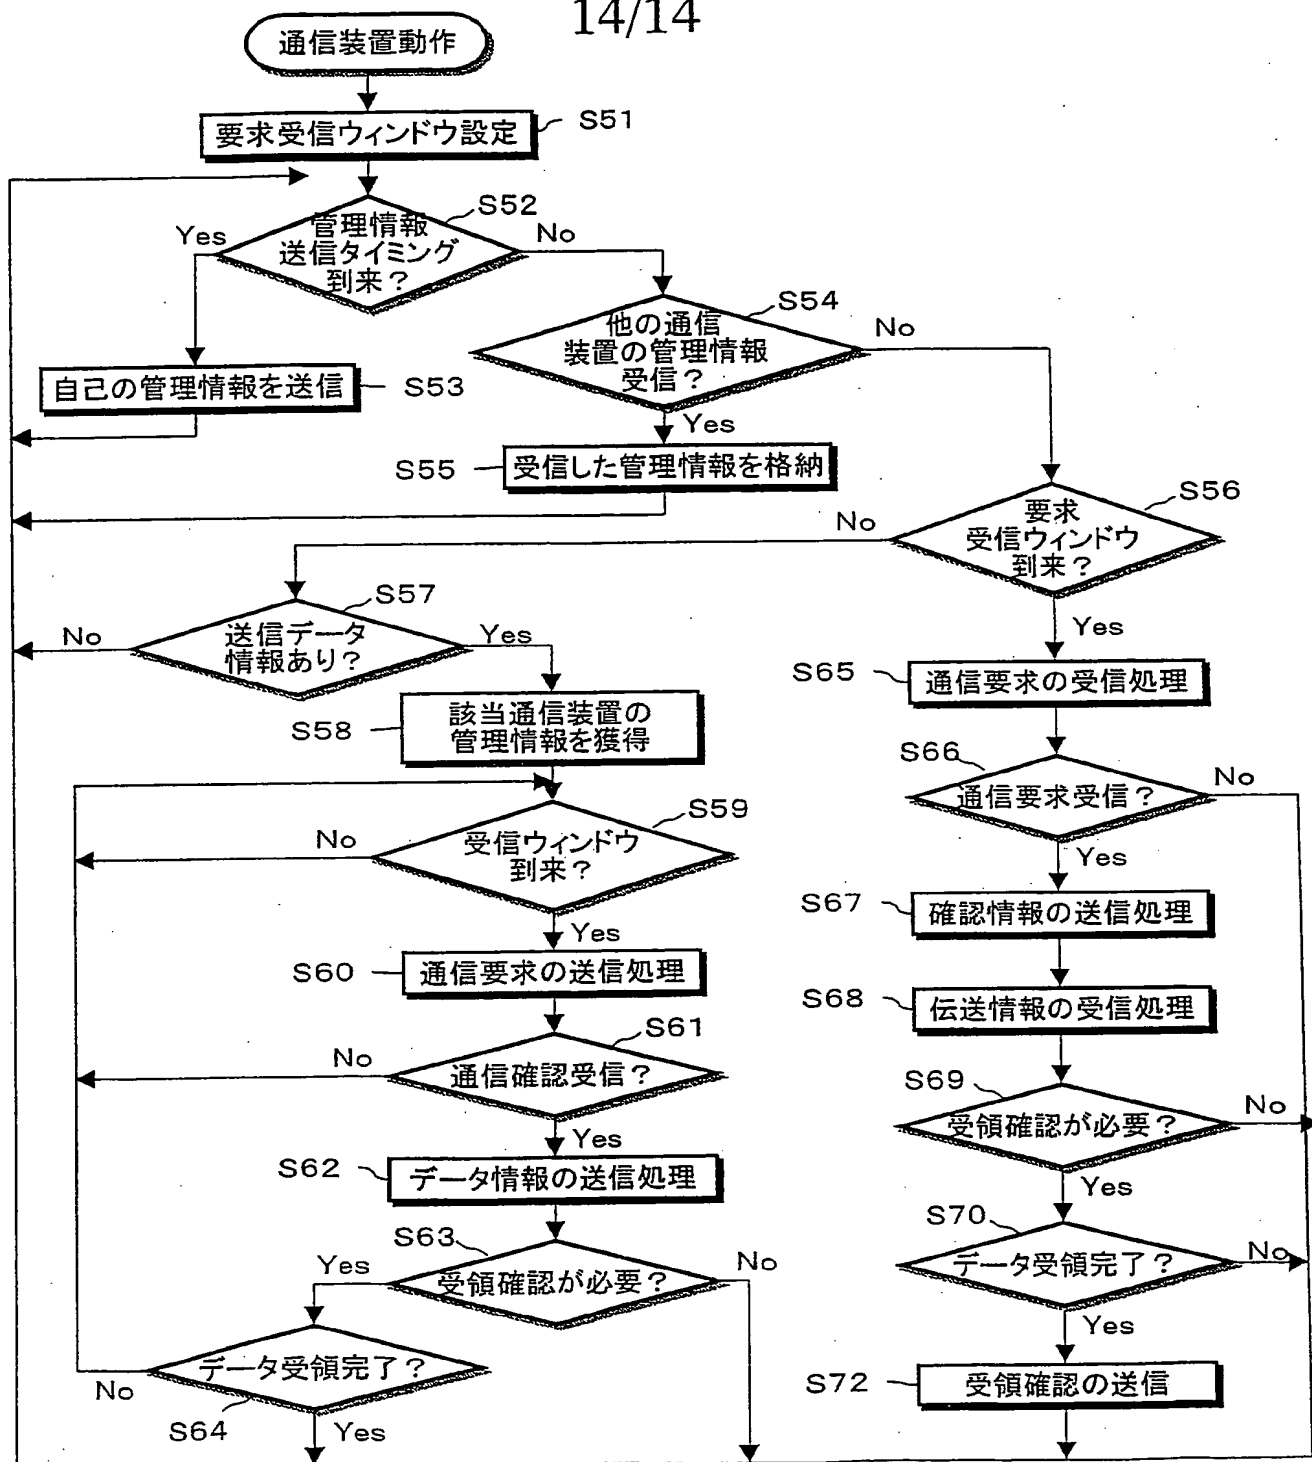 14/14
通信装置動作
要求受信ウィンドウ設定
S51
管理情報
送信タイミング
到来？
S52
Yes
No
自己の管理情報を送信
S53
他の通信
装置の管理情報
受信？
S54
No
Yes
S55
受信した管理情報を格納
要求
受信ウィンドウ
到来？
S56
No
Yes
送信データ
情報あり？
S57
No
Yes
S58
該当通信装置の
管理情報を獲得
受信ウィンドウ
到来？
S59
No
Yes
S60
通信要求の送信処理
S61
通信確認受信？
No
Yes
S62
データ情報の送信処理
S63
受領確認が必要？
Yes
No
データ受領完了？
No
S64
Yes
S65
通信要求の受信処理
S66
通信要求受信？
No
Yes
S67
確認情報の送信処理
S68
伝送情報の受信処理
S69
受領確認が必要？
No
Yes
S70
データ受領完了？
No
Yes
S72
受領確認の送信